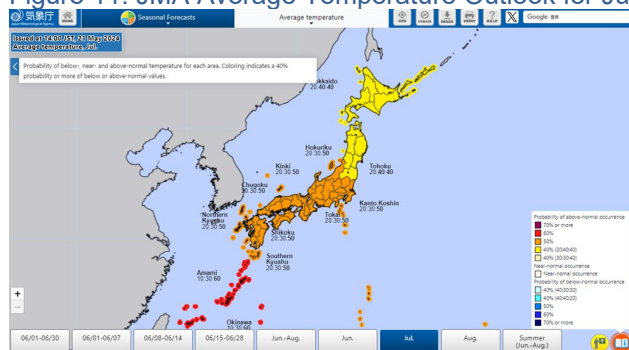 Figure 11: JMA Average Temperature Outlook for Ju
気象庁
Japan Meteorological Agency
HOME
Seasonal Forecasts
Average temperature
PRINT
HELP
X
Google
Issued at 14:00 JST, 28 May 2024
Average temperature, Jul.
Probability of below-, near- and above-normal temperature for each area. Coloring indicates a 40%
probability or more of below or above-normal values.
Hokkaido
20:40:40
Hokuriku
20:30:50
Tohoku
20:40:40
Kinki
20:30:50
Chugoku
20:30:50
Kanto Koshin
20:30:50
Northern
Kyushu
20:30:50
Tokai
20:30:50
Shikoku
20:30:50
Southern
Kyushu
20:30:50
Amami
10:30:60
Okinawa
10:30:60
Probability of above-normal occurrence
70% or more
60%
50%
40% (20:40:40)
40% (30:30:40)
Near-normal occurrence
Near-normal occurrence
Probability of below-normal occurrence
40% (40:30:30)
40% (40:40:20)
50%
60%
70% or more
+
−
06/01-06/30
06/01-06/07
06/08-06/14
06/15-06/28
Jun.-Aug.
Jun.
Jul.
Aug.
Summer
(Jun.-Aug.)